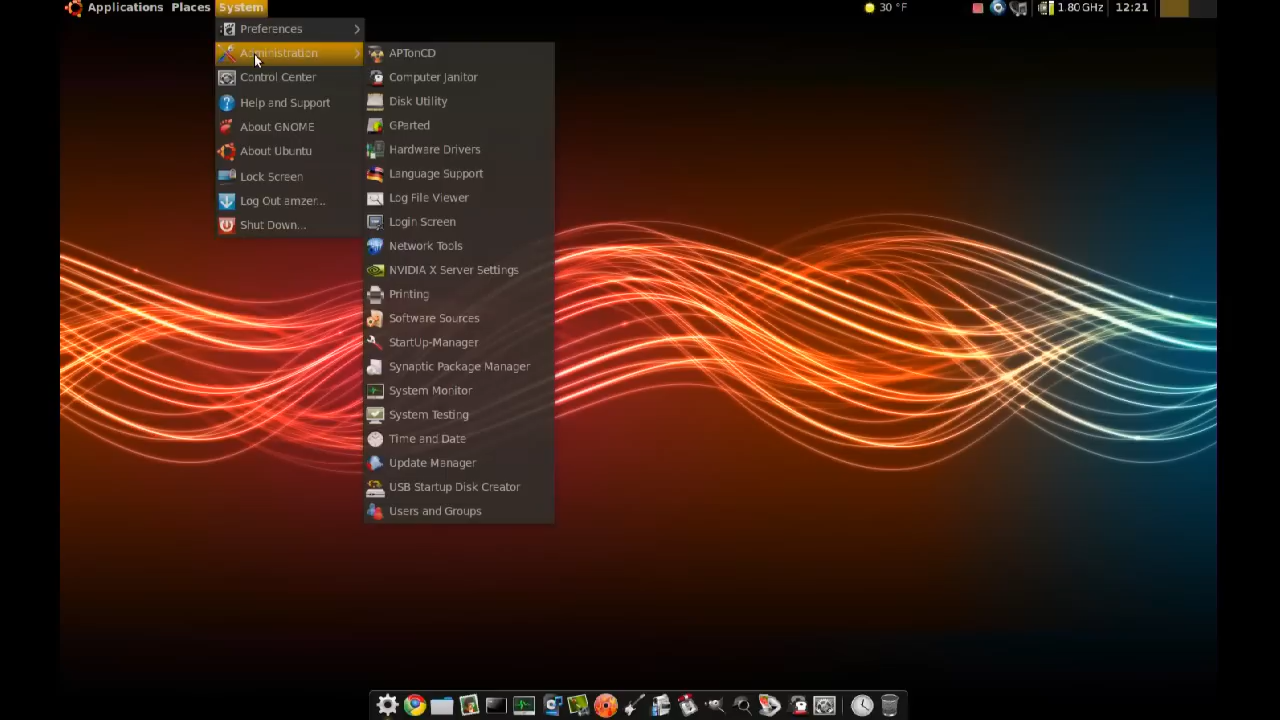 Applications Places System 30 °F 1.80 GHz 12:21
Preferences
Administration
Control Center
Help and Support
About GNOME
About Ubuntu
Lock Screen
Log Out amzer...
Shut Down...
APTonCD
Computer Janitor
Disk Utility
GParted
Hardware Drivers
Language Support
Log File Viewer
Login Screen
Network Tools
NVIDIA X Server Settings
Printing
Software Sources
StartUp-Manager
Synaptic Package Manager
System Monitor
System Testing
Time and Date
Update Manager
USB Startup Disk Creator
Users and Groups